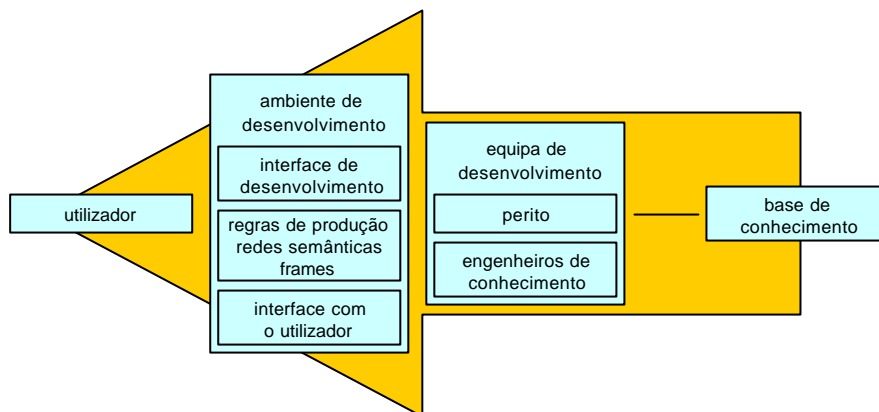 utilizador
ambiente de
desenvolvimento
interface de
desenvolvimento
regras de produção
redes semânticas
frames
interface com
o utilizador
equipa de
desenvolvimento
perito
engenheiros de
conhecimento
base de
conhecimento